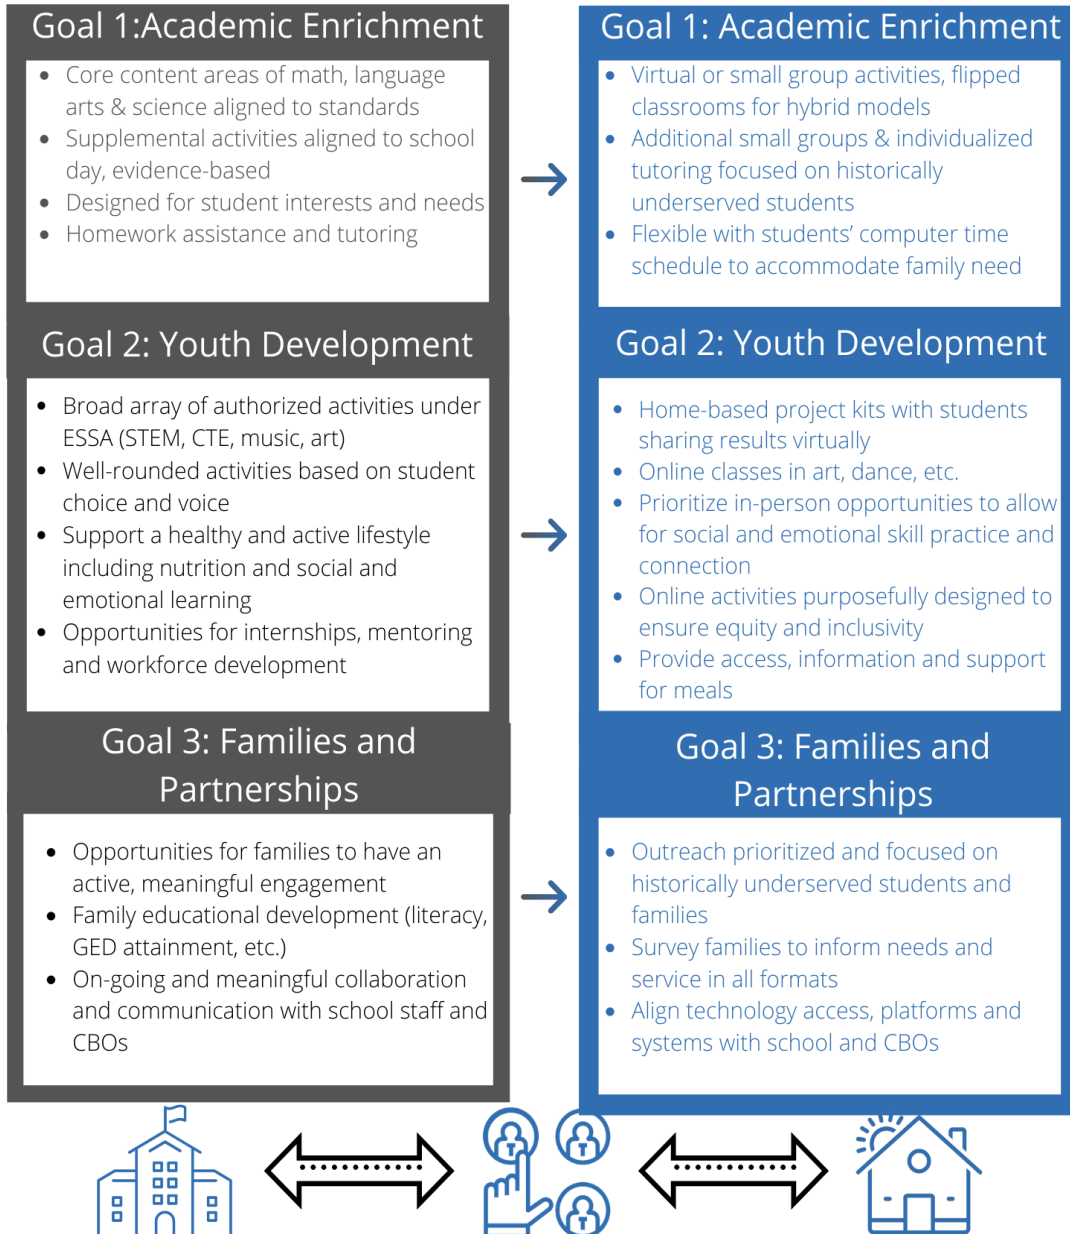 Goal 1:Academic Enrichment
• Core content areas of math, language
arts & science aligned to standards
• Supplemental activities aligned to school
day, evidence-based
• Designed for student interests and needs
• Homework assistance and tutoring
Goal 2: Youth Development
• Broad array of authorized activities under
ESSA (STEM, CTE, music, art)
• Well-rounded activities based on student
choice and voice
• Support a healthy and active lifestyle
including nutrition and social and
emotional learning
• Opportunities for internships, mentoring
and workforce development
Goal 3: Families and
Partnerships
• Opportunities for families to have an
active, meaningful engagement
• Family educational development (literacy,
GED attainment, etc.)
• On-going and meaningful collaboration
and communication with school staff and
CBOs
Goal 1: Academic Enrichment
• Virtual or small group activities, flipped
classrooms for hybrid models
• Additional small groups & individualized
tutoring focused on historically
underserved students
• Flexible with students’ computer time
schedule to accommodate family need
Goal 2: Youth Development
• Home-based project kits with students
sharing results virtually
• Online classes in art, dance, etc.
• Prioritize in-person opportunities to allow
for social and emotional skill practice and
connection
• Online activities purposefully designed to
ensure equity and inclusivity
• Provide access, information and support
for meals
Goal 3: Families and
Partnerships
• Outreach prioritized and focused on
historically underserved students and
families
• Survey families to inform needs and
service in all formats
• Align technology access, platforms and
systems with school and CBOs